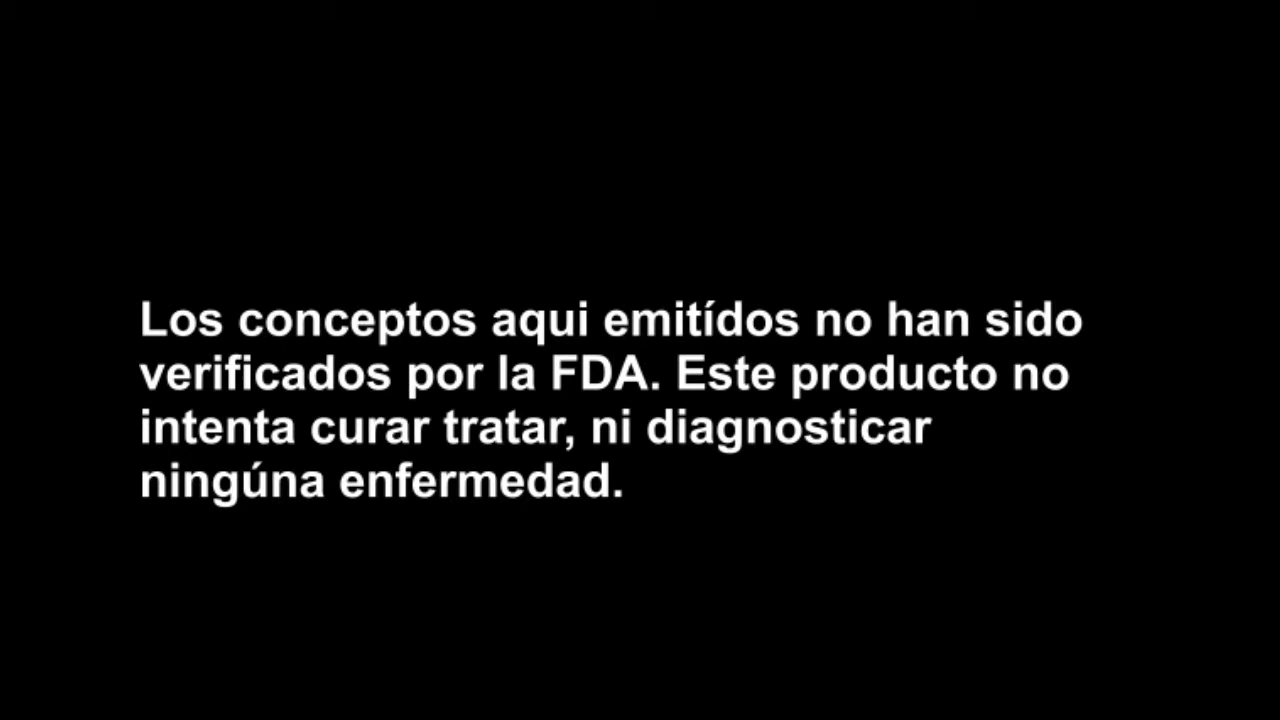 Los conceptos aqui emitídos no han sido
verificados por la FDA. Este producto no
intenta curar tratar, ni diagnosticar
ningúna enfermedad.